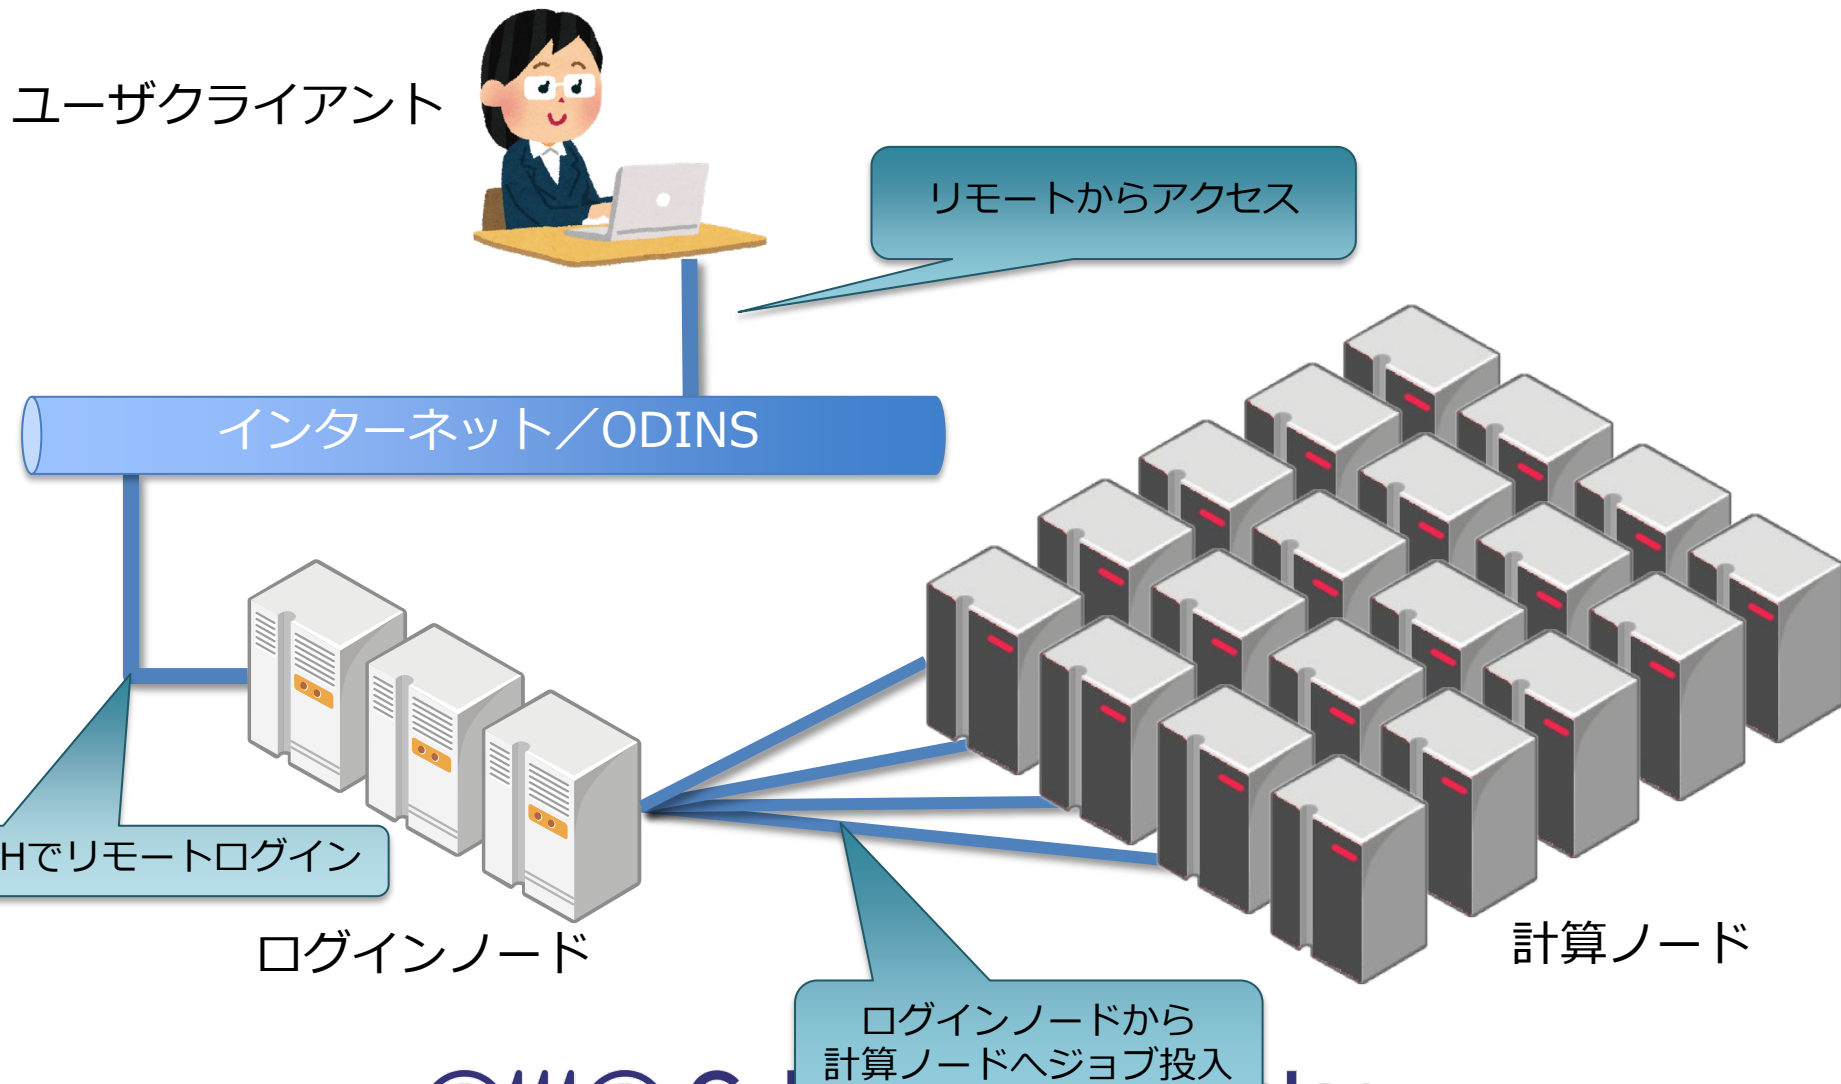 ユーザクライアント
リモートからアクセス
インターネット／ODINS
Hでリモートログイン
ログインノード
計算ノード
ログインノードから
計算ノードへジョブ投入